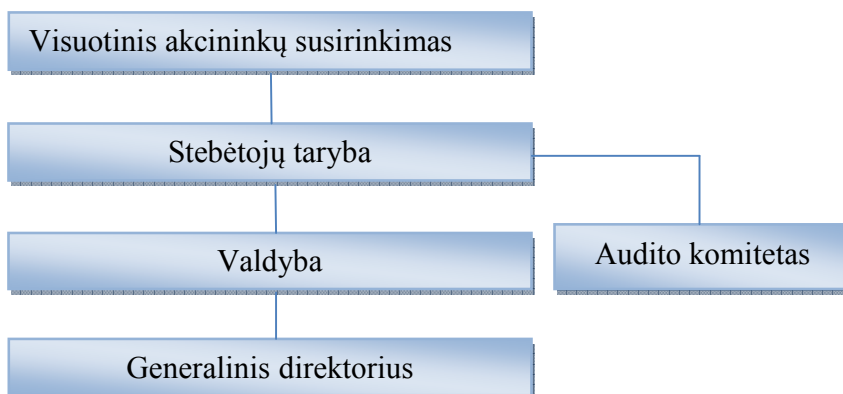 Visuotinis akcininkų susirinkimas
Stebėtojų taryba
Valdyba
Audito komitetas
Generalinis direktorius